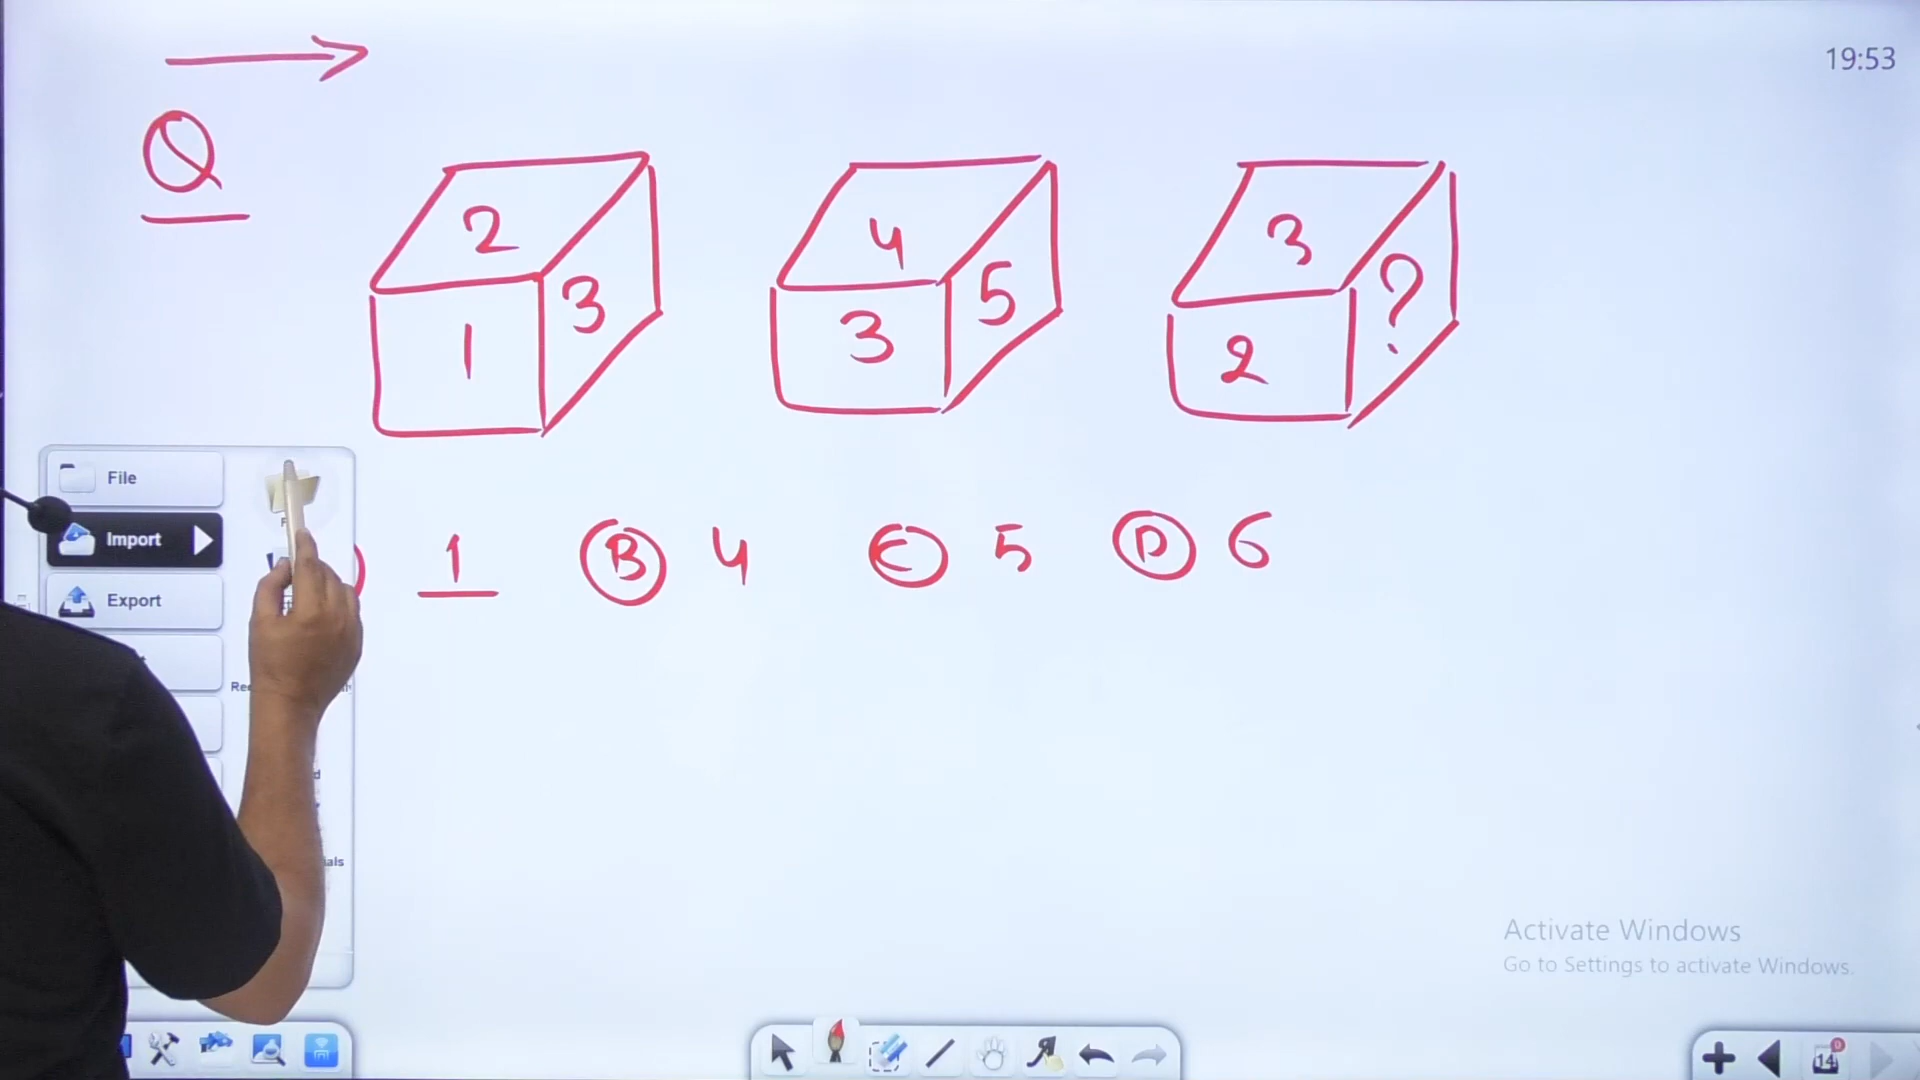 19:53
Q
2
1
3
4
3
5
3
2
?
File
Import
Export
1 B 4 C 5 D 6
Activate Windows
Go to Settings to activate Windows.
14